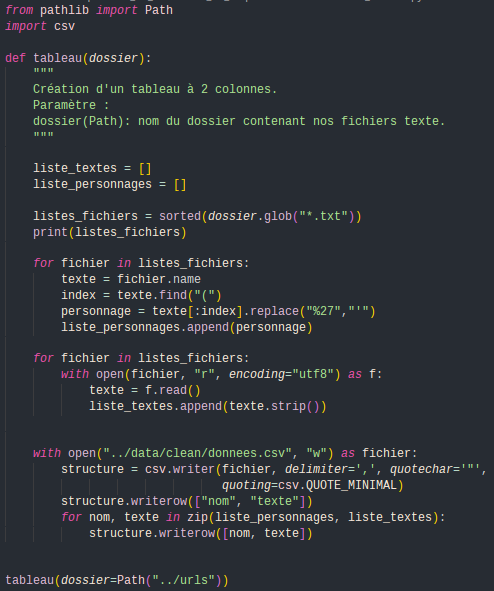 from pathlib import Path
import csv

def tableau(dossier):
    """
    Création d'un tableau à 2 colonnes.
    Paramètre :
    dossier(Path): nom du dossier contenant nos fichiers texte.
    """

    liste_textes = []
    liste_personnages = []

    listes_fichiers = sorted(dossier.glob("*.txt"))
    print(listes_fichiers)

    for fichier in listes_fichiers:
        texte = fichier.name
        index = texte.find("(")
        personnage = texte[:index].replace("%27","'")
        liste_personnages.append(personnage)

    for fichier in listes_fichiers:
        with open(fichier, "r", encoding="utf8") as f:
            texte = f.read()
            liste_textes.append(texte.strip())

    with open("../data/clean/donnees.csv", "w") as fichier:
        structure = csv.writer(fichier, delimiter=',', quotechar='"',
                               quoting=csv.QUOTE_MINIMAL)
        structure.writerow(["nom", "texte"])
        for nom, texte in zip(liste_personnages, liste_textes):
            structure.writerow([nom, texte])

tableau(dossier=Path("../urls"))